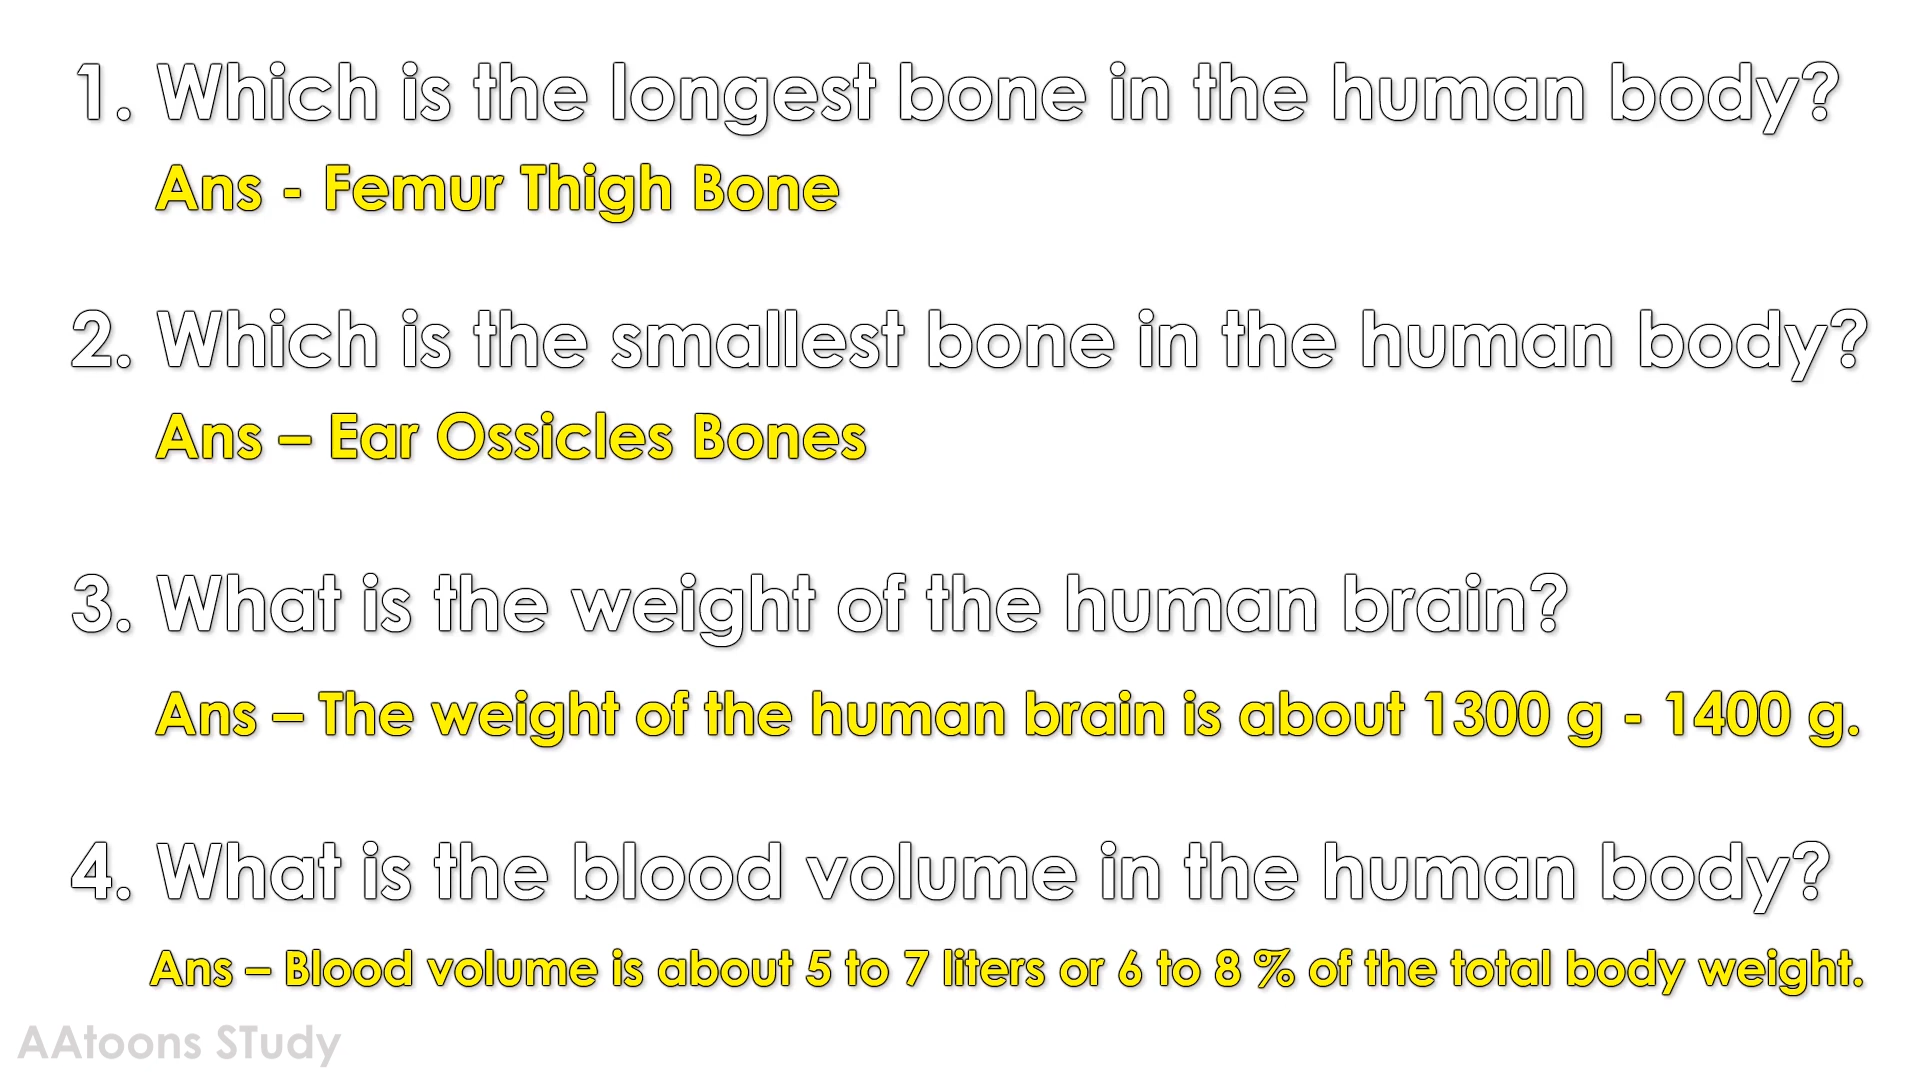 1. Which is the longest bone in the human body?
Ans - Femur Thigh Bone
2. Which is the smallest bone in the human body?
Ans – Ear Ossicles Bones
3. What is the weight of the human brain?
Ans – The weight of the human brain is about 1300 g - 1400 g.
4. What is the blood volume in the human body?
Ans – Blood volume is about 5 to 7 liters or 6 to 8 % of the total body weight.
AAtoons STudy